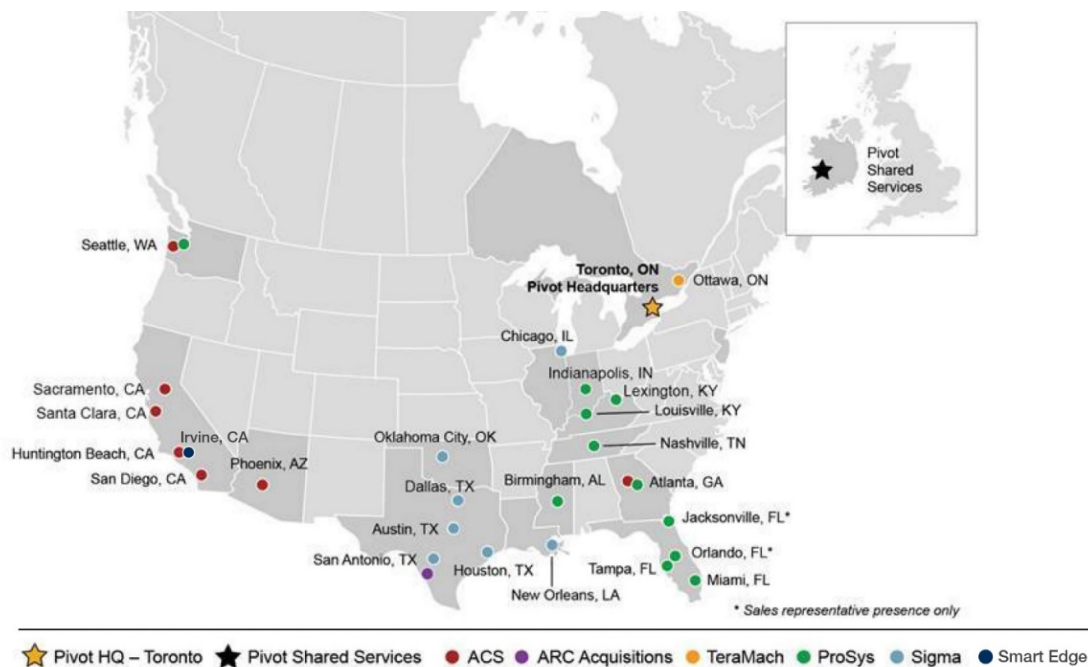 Pivot
Shared
Services
Seattle, WA
Toronto, ON
Pivot Headquarters
Ottawa, ON
Chicago, IL
Indianapolis, IN
Lexington, KY
Louisville, KY
Sacramento, CA
Santa Clara, CA
Irvine, CA
Huntington Beach, CA
San Diego, CA
Phoenix, AZ
Oklahoma City, OK
Nashville, TN
Dallas, TX
Birmingham, AL
Atlanta, GA
Austin, TX
Jacksonville, FL*
San Antonio, TX
Houston, TX
New Orleans, LA
Orlando, FL*
Tampa, FL
Miami, FL
* Sales representative presence only
Pivot HQ – Toronto Pivot Shared Services ACS ARC Acquisitions TeraMach ProSys Sigma Smart Edge